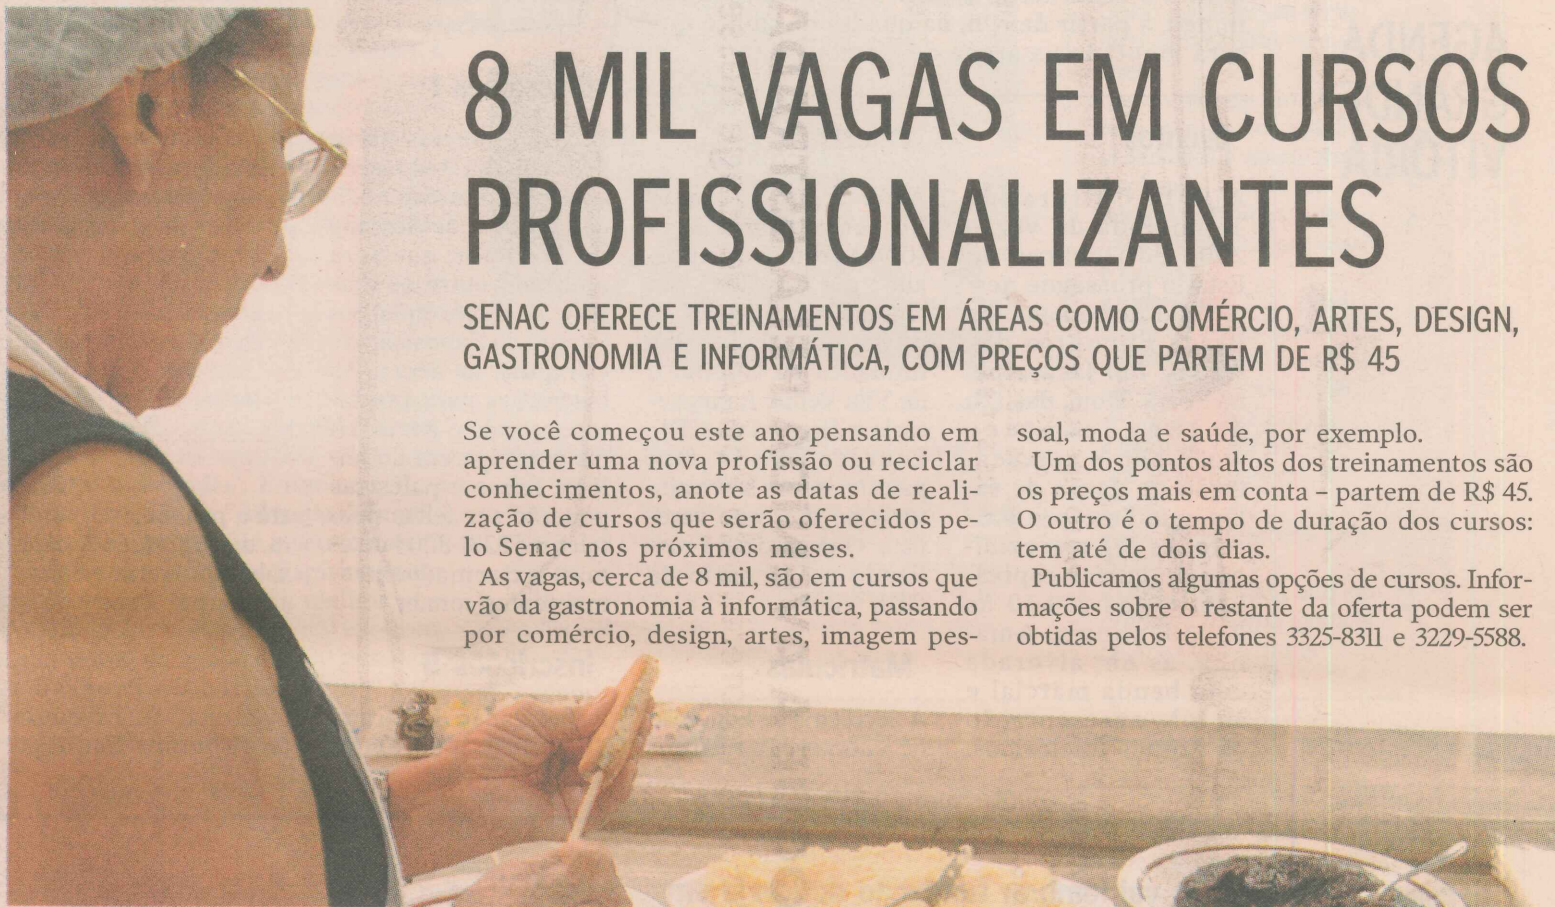 8 MIL VAGAS EM CURSOS
PROFISSIONALIZANTES
SENAC OFERECE TREINAMENTOS EM ÁREAS COMO COMÉRCIO, ARTES, DESIGN,
GASTRONOMIA E INFORMÁTICA, COM PREÇOS QUE PARTEM DE R$ 45
Se você começou este ano pensando em
aprender uma nova profissão ou reciclar
conhecimentos, anote as datas de reali-
zação de cursos que serão oferecidos pe-
lo Senac nos próximos meses.
As vagas, cerca de 8 mil, são em cursos que
vão da gastronomia à informática, passando
por comércio, design, artes, imagem pes-
soal, moda e saúde, por exemplo.
Um dos pontos altos dos treinamentos são
os preços mais em conta – partem de R$ 45.
O outro é o tempo de duração dos cursos:
tem até de dois dias.
Publicamos algumas opções de cursos. Infor-
mações sobre o restante da oferta podem ser
obtidas pelos telefones 3325-8311 e 3229-5588.